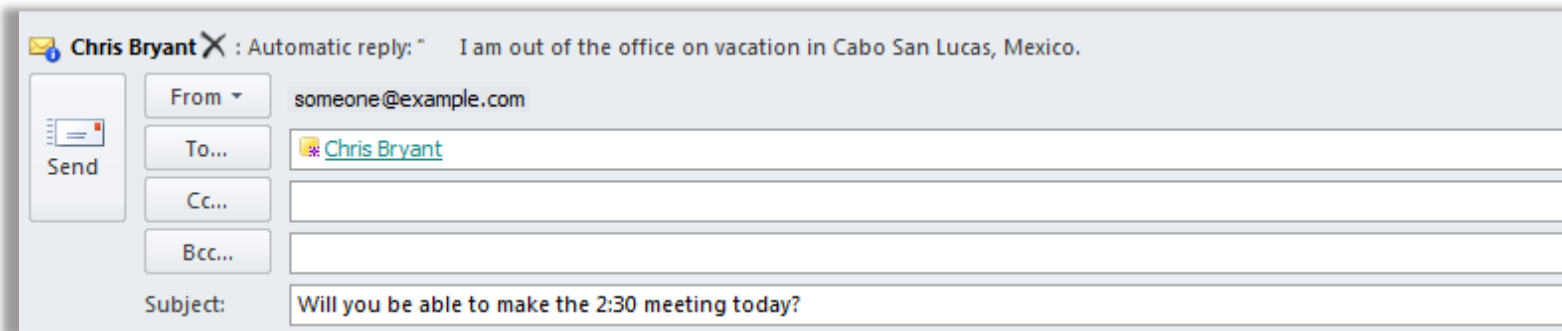 Chris Bryant : Automatic reply: " I am out of the office on vacation in Cabo San Lucas, Mexico.
From someone@example.com
Send
To... Chris Bryant
Cc...
Bcc...
Subject: Will you be able to make the 2:30 meeting today?